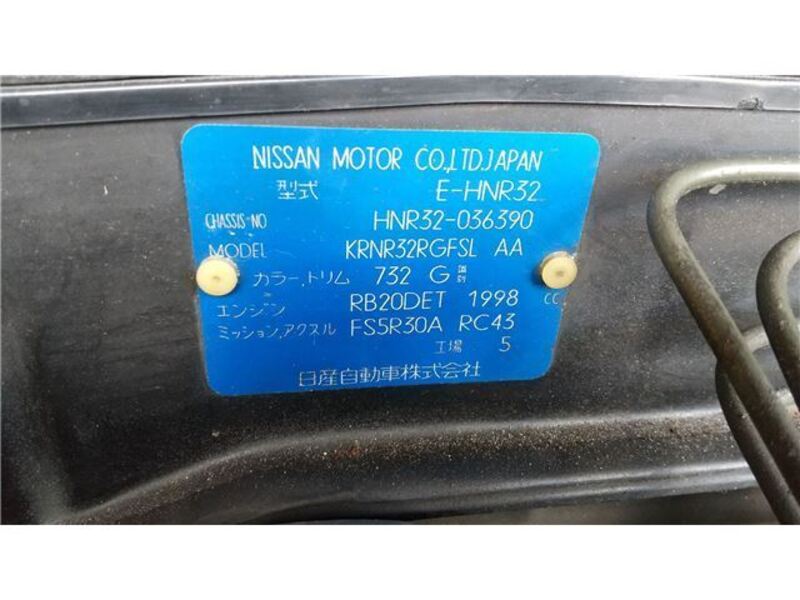 NISSAN MOTOR CO.,LTD.JAPAN
型式 E-HNR32
CHASSIS-NO HNR32-036390
MODEL KRNR32RGFSL AA
カラー,トリム 732 G
エンジン RB20DET 1998 CC
ミッション,アクスル FS5R30A RC43
工場 5
日産自動車株式会社